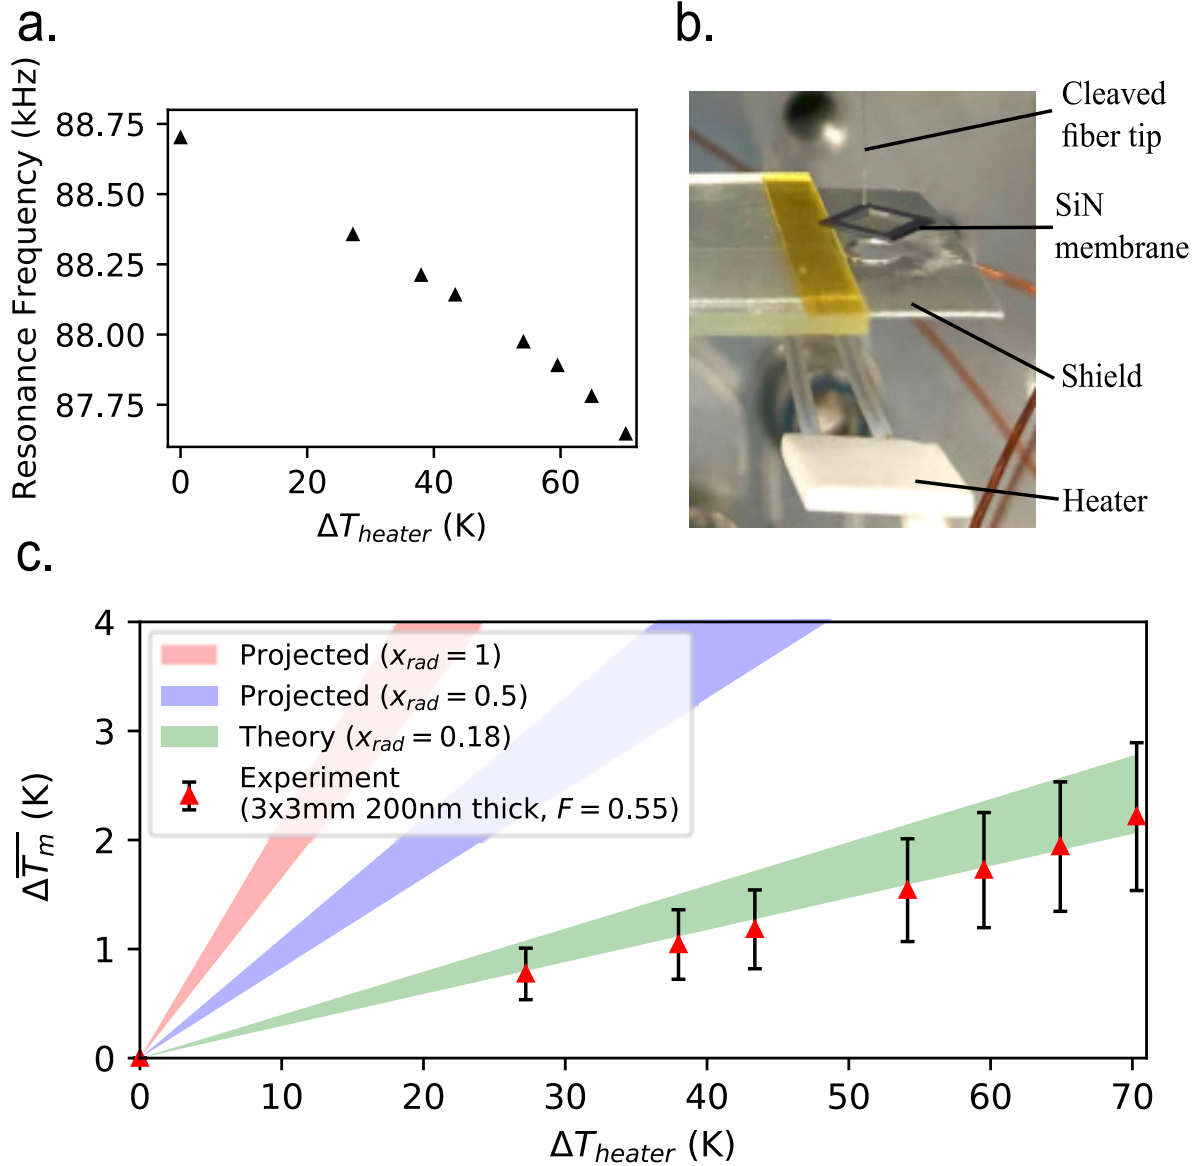 a.
Resonance Frequency (kHz)
88.75
88.50
88.25
88.00
87.75
0 20 40 60
ΔT_heater (K)
b.
Cleaved
fiber tip
SiN
membrane
Shield
Heater
c.
ΔT̿_m (K)
4
3
2
1
0
Projected (x_rad = 1)
Projected (x_rad = 0.5)
Theory (x_rad = 0.18)
Experiment
(3x3mm 200nm thick, F = 0.55)
0 10 20 30 40 50 60 70
ΔT_heater (K)